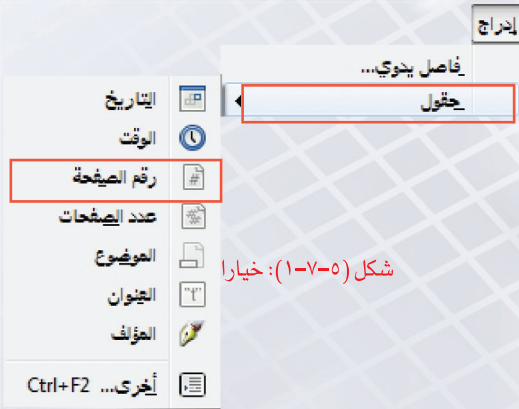 إدراج
فاصل يدوي...
حقول
التاريخ
الوقت
رقم الصفحة
عدد الصفحات
الموضوع
العنوان
المؤلف
أخرى... Ctrl+F2
شكل (٥-٧-١): خيارا